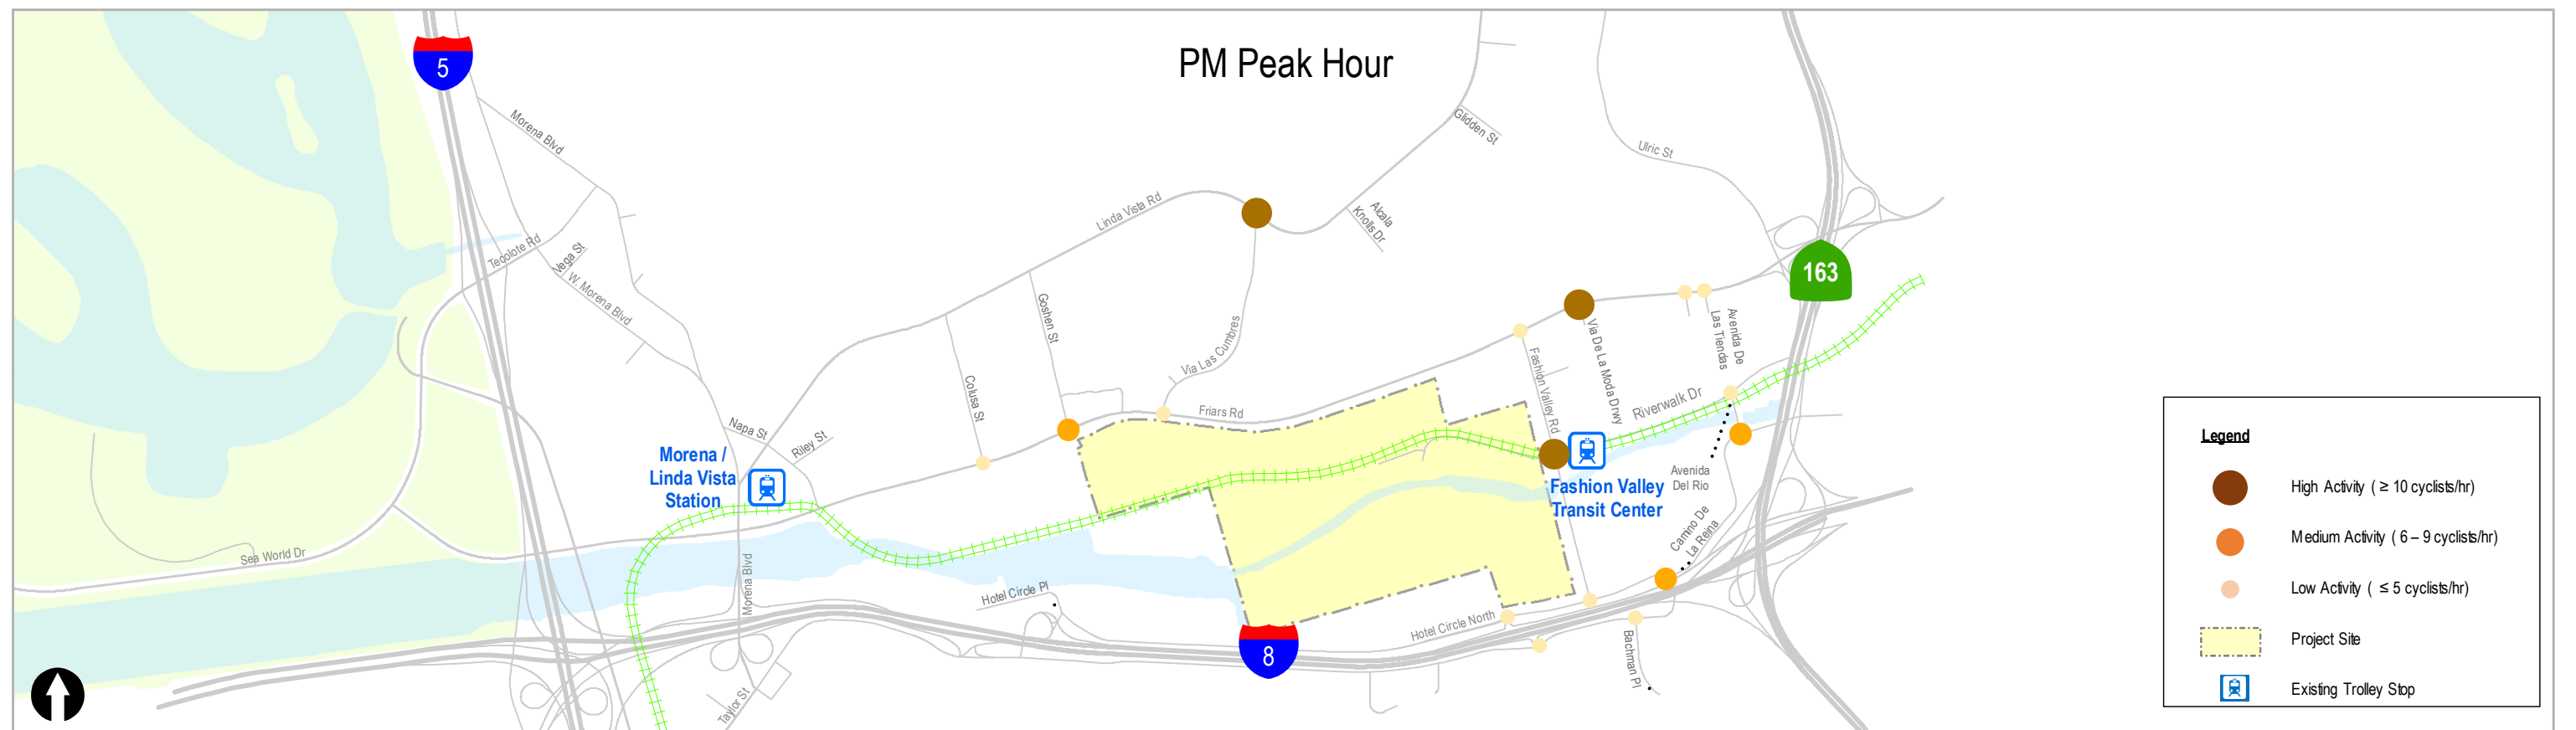 PM Peak Hour
5
Morena Blvd
Glidden St
Ulric St
Linda Vista Rd
Alcala
Knolls Dr
Tecolote Rd
Vega St
W. Morena Blvd
163
Goshen St
Via Las Cumbres
Colusa St
Friars Rd
Fashion Valley Rd
Via De La Moda Drwy
Avenida De
Las Tiendas
Riverwalk Dr
Napa St
Riley St
Morena /
Linda Vista
Station
Avenida
Del Rio
Fashion Valley
Transit Center
Camino De
La Reina
Sea World Dr
Morena Blvd
Hotel Circle Pl
Hotel Circle North
8
Bachman Pl
Taylor St
Legend
High Activity ( ≥ 10 cyclists/hr)
Medium Activity ( 6 – 9 cyclists/hr)
Low Activity ( ≤ 5 cyclists/hr)
Project Site
Existing Trolley Stop